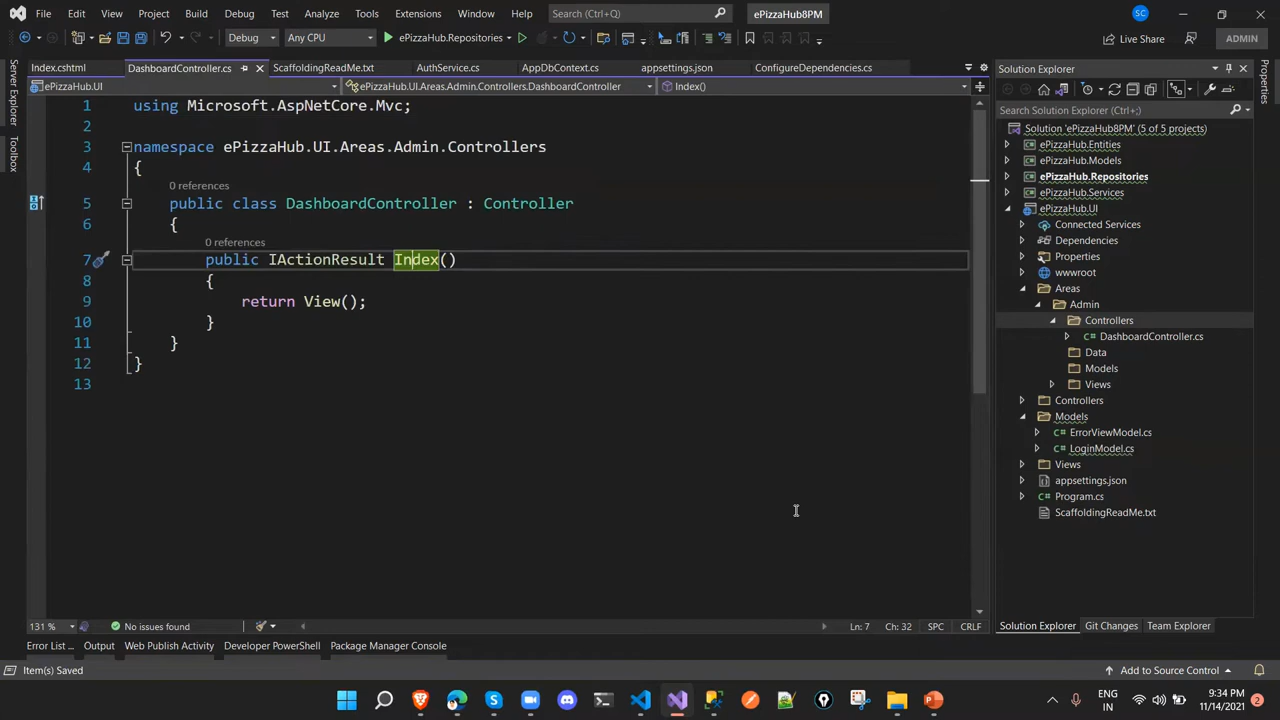 File Edit View Git Project Build Debug Test Analyze Tools Extensions Window Help Search (Ctrl+Q) ePizzaHub8PM SC
Debug Any CPU ePizzaHub.Repositories Live Share ADMIN
Server Explorer
Toolbox
Index.cshtml DashboardController.cs ScaffoldingReadMe.txt AuthService.cs AppDbContext.cs appsettings.json ConfigureDependencies.cs
ePizzaHub.UI ePizzaHub.UI.Areas.Admin.Controllers.DashboardController Index()
1 using Microsoft.AspNetCore.Mvc;
2
3 namespace ePizzaHub.UI.Areas.Admin.Controllers
4 {
0 references
5 public class DashboardController : Controller
6 {
0 references
7 public IActionResult Index()
8 {
9 return View();
10 }
11 }
12 }
13
131 % No issues found Ln: 7 Ch: 32 SPC CRLF
Error List ... Output Web Publish Activity Developer PowerShell Package Manager Console
Solution Explorer
Search Solution Explorer (Ctrl+;)
Solution 'ePizzaHub8PM' (5 of 5 projects)
ePizzaHub.Entities
ePizzaHub.Models
ePizzaHub.Repositories
ePizzaHub.Services
ePizzaHub.UI
Connected Services
Dependencies
Properties
wwwroot
Areas
Admin
Controllers
DashboardController.cs
Data
Models
Views
Controllers
Models
ErrorViewModel.cs
LoginModel.cs
Views
appsettings.json
Program.cs
ScaffoldingReadMe.txt
Solution Explorer Git Changes Team Explorer
Properties
Item(s) Saved Add to Source Control
ENG
IN
9:34 PM
11/14/2021
2